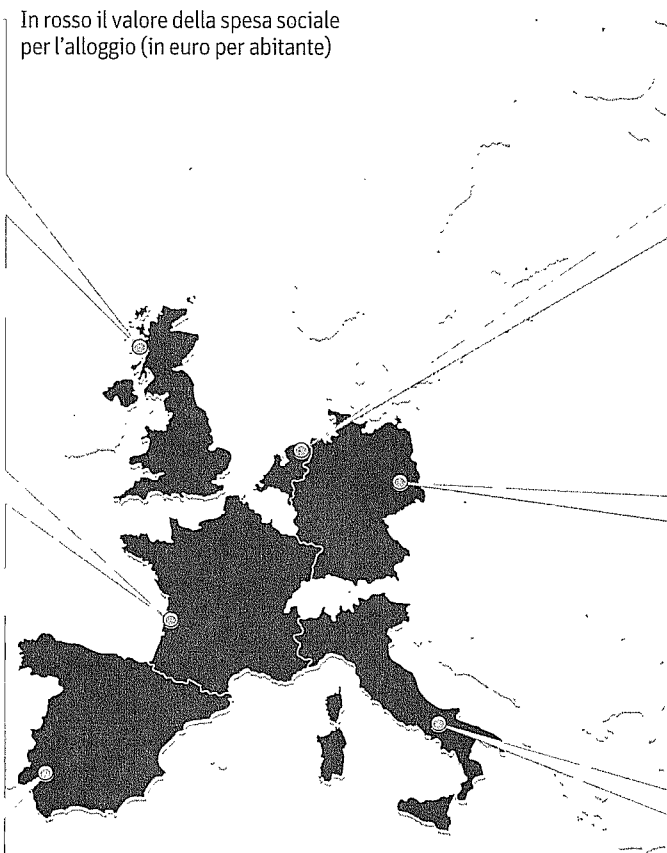 In rosso il valore della spesa sociale
per l'alloggio (in euro per abitante)